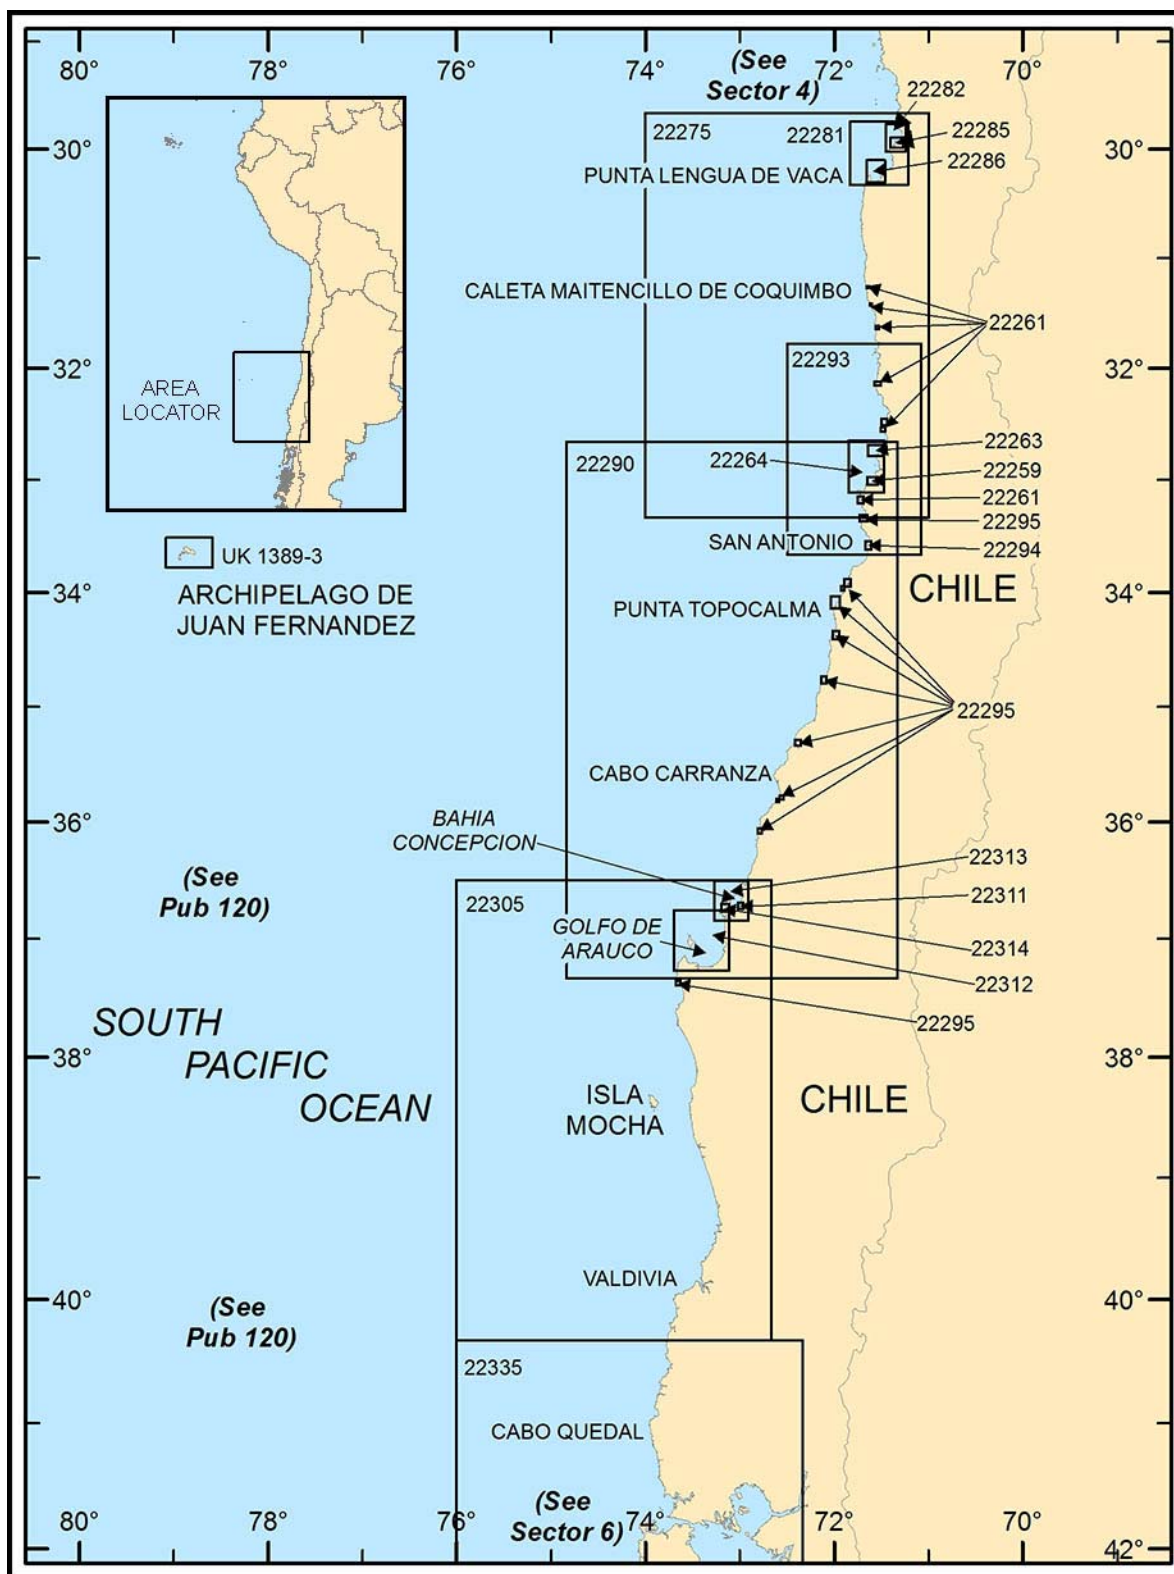 80°
78°
(See
Sector 4)
74°
72°
70°
22282
22275
22281
22285
22286
30°
30°
PUNTA LENGUA DE VACA
CALETA MAITENCILLO DE COQUIMBO
22261
AREA
LOCATOR
32°
22293
32°
22290
22264
22263
22259
22261
22295
22294
SAN ANTONIO
UK 1389-3
ARCHIPELAGO DE
JUAN FERNANDEZ
34°
CHILE
34°
PUNTA TOPOCALMA
22295
CABO CARRANZA
BAHIA
CONCEPCION
36°
36°
22313
(See
Pub 120)
22305
22311
GOLFO DE
ARAUCO
22314
22312
22295
SOUTH
PACIFIC
OCEAN
38°
38°
ISLA
MOCHA
CHILE
VALDIVIA
40°
(See
Pub 120)
40°
22335
CABO QUEDAL
(See
Sector 6)
80°
78°
76°
74°
72°
70°
42°